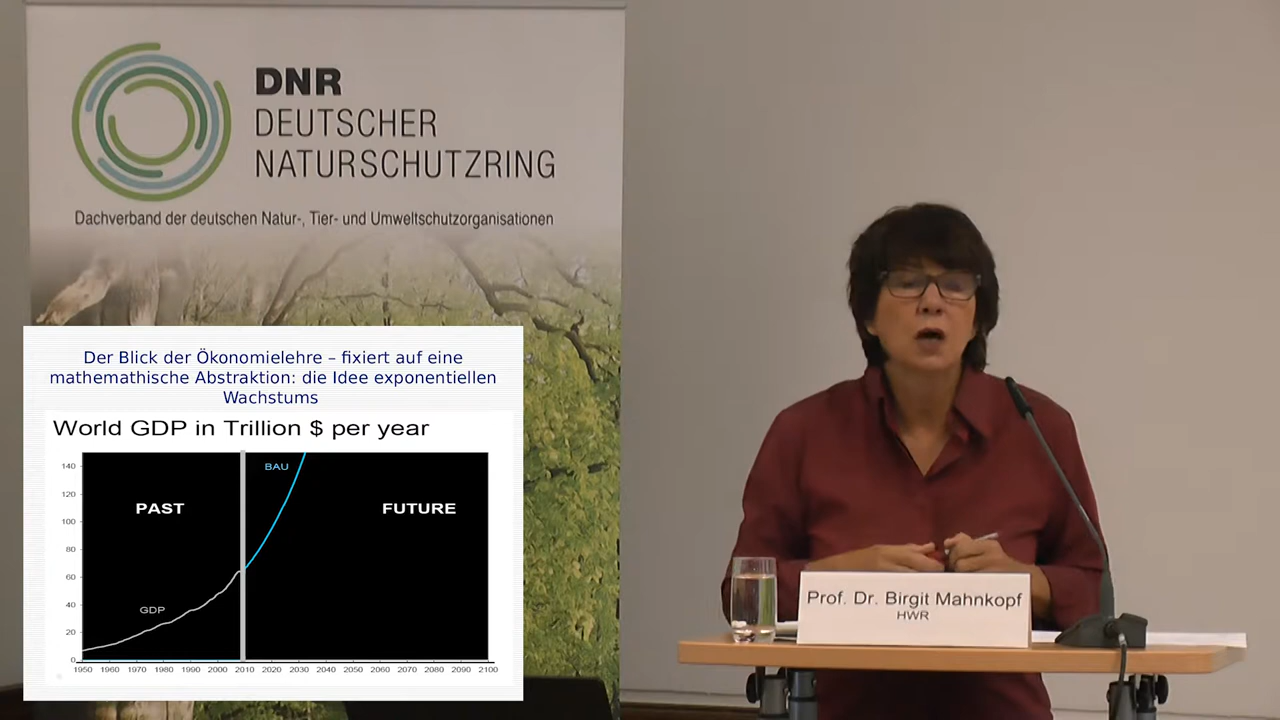 DNR
DEUTSCHER
NATURSCHUTZRING
Dachverband der deutschen Natur-, Tier- und Umweltschutzorganisationen
Der Blick der Ökonomielehre – fixiert auf eine
mathemathische Abstraktion: die Idee exponentiellen
Wachstums
World GDP in Trillion $ per year
140
120
100
80
60
40
20
0
BAU
PAST
FUTURE
GDP
1950 1960 1970 1980 1990 2000 2010 2020 2030 2040 2050 2060 2070 2080 2090 2100
Prof. Dr. Birgit Mahnkopf
HWR